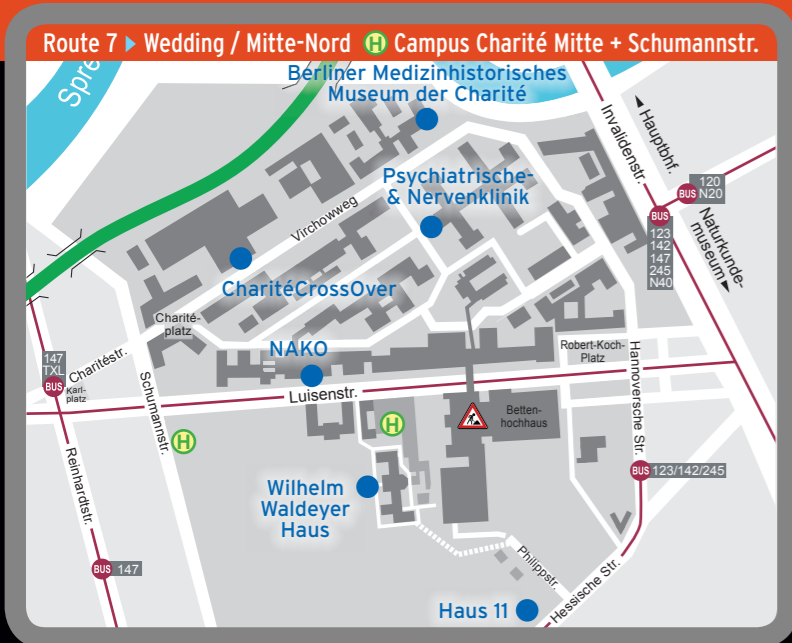 Route 7 ▶ Wedding / Mitte-Nord H Campus Charité Mitte + Schumannstr.
Spre
Berliner Medizinhistorisches
Museum der Charité
Invalidenstr.
Hauptbhf.
Psychiatrische-
& Nervenklinik
BUS 120
N20
BUS
123
142
147
245
N40
Naturkunde-
museum
Virchowweg
CharitéCrossOver
Charité-
platz
Charitéstr.
147
TXL
BUS
Karl-
platz
NAKO
Robert-Koch-
Platz
Hannoversche Str.
Luisenstr.
Schumannstr.
H
H
Betten-
hochhaus
Reinhardtstr.
BUS 123/142/245
Wilhelm
Waldeyer
Haus
BUS 147
Philippstr.
Hessische Str.
Haus 11